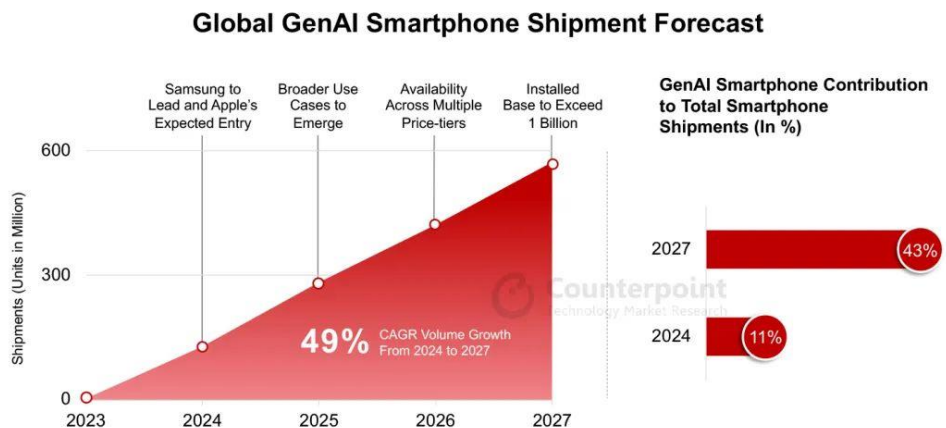 Global GenAI Smartphone Shipment Forecast
Samsung to
Lead and Apple's
Expected Entry
Broader Use
Cases to
Emerge
Availability
Across Multiple
Price-tiers
Installed
Base to Exceed
1 Billion
GenAI Smartphone Contribution
to Total Smartphone
Shipments (In %)
Shipments (Units in Million)
600
300
0
49%
CAGR Volume Growth
From 2024 to 2027
2023
2024
2025
2026
2027
Counterpoint
Technology Market Research
2027
43%
2024
11%